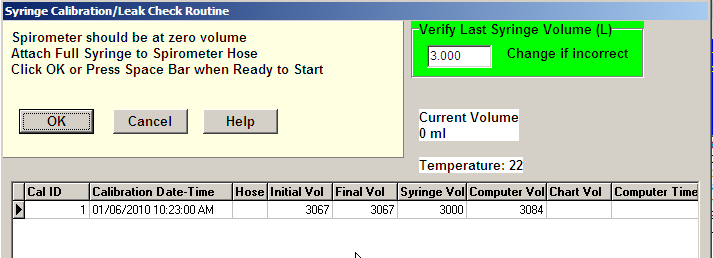 Syringe Calibration/Leak Check Routine
Spirometer should be at zero volume
Attach Full Syringe to Spirometer Hose
Click OK or Press Space Bar when Ready to Start
OK Cancel Help
Verify Last Syringe Volume (L)
3.000 Change if incorrect
Current Volume
0 ml
Temperature: 22
Cal ID Calibration Date-Time Hose Initial Vol Final Vol Syringe Vol Computer Vol Chart Vol Computer Time
1 01/06/2010 10:23:00 AM 3067 3067 3000 3084